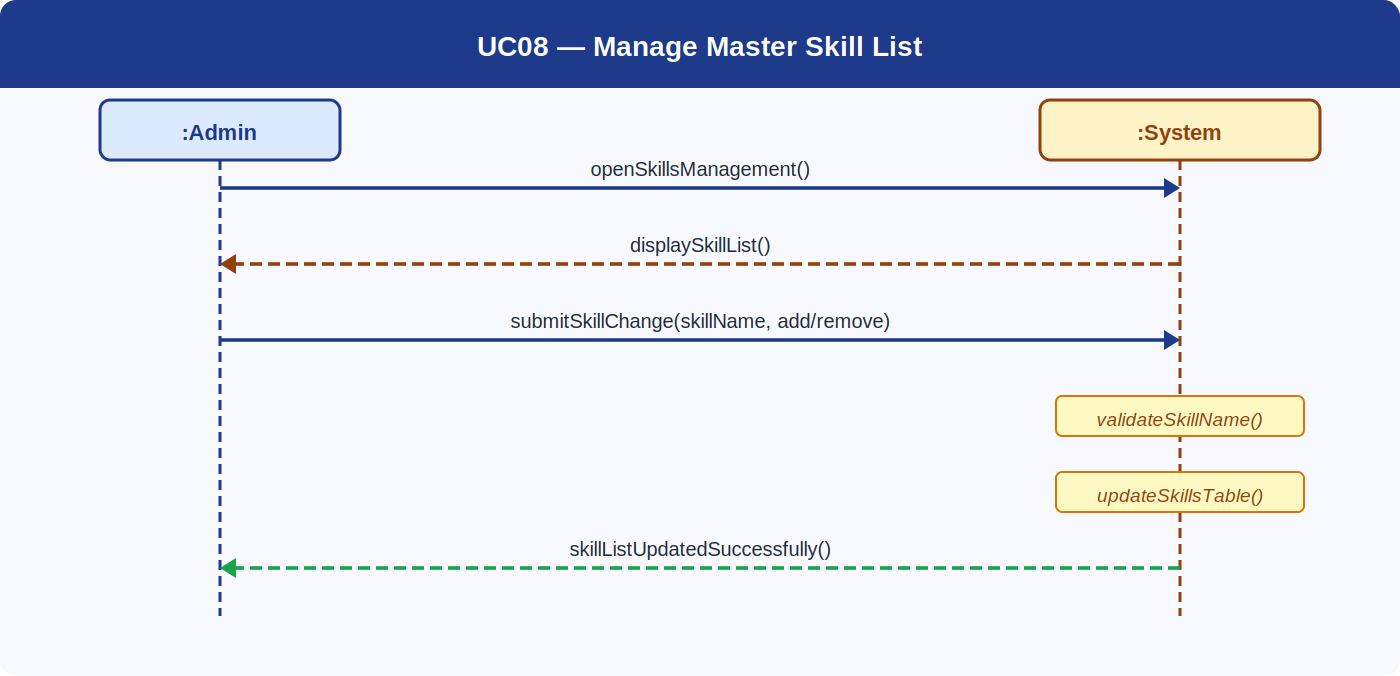 UC08 — Manage Master Skill List
:Admin
:System
openSkillsManagement()
displaySkillList()
submitSkillChange(skillName, add/remove)
validateSkillName()
updateSkillsTable()
skillListUpdatedSuccessfully()